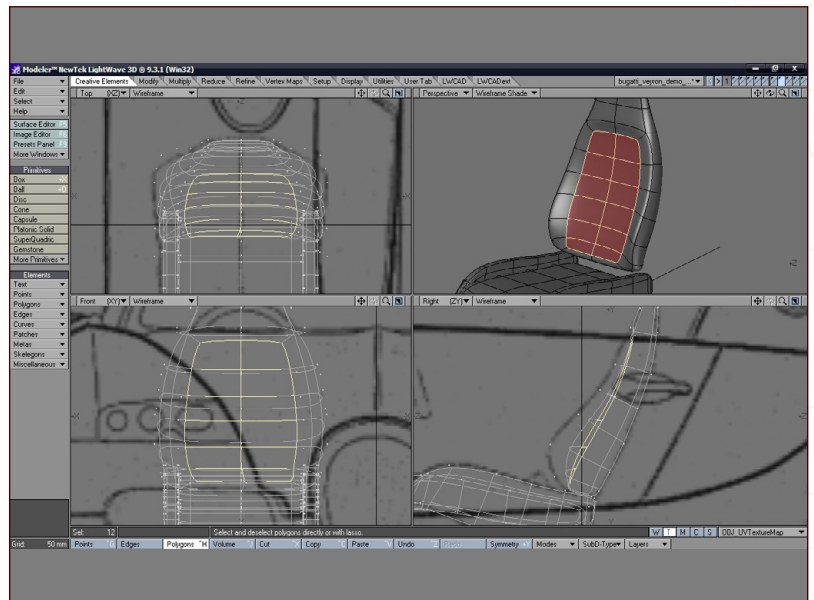 Modeler™ NewTek LightWave 3D ® 9.3.1 (Win32)
File Creative Elements Modify Multiply Reduce Refine Vertex Maps Setup Display Utilities User Tab LWCAD LWCADext bugatti_veyron_demo_...* 1
Edit Top (XZ) Wireframe Perspective Wireframe Shade
Select
Help
Surface Editor F5
Image Editor F6
Presets Panel
More Windows
Primitives
Box
Ball
Disc
Cone
Capsule
Platonic Solid
SuperQuadric
Gemstone
More Primitives
Elements
Text
Points Front (XY) Wireframe Right (ZY) Wireframe
Polygons
Edges
Curves
Patches
Metas
Skelegons
Miscellaneous
Sel: 12 Select and deselect polygons directly or with lasso. W T M C S OBJ_UVTextureMap
Grid: 50 mm Points Edges Polygons ^H Volume Cut Copy Paste Undo Redo Symmetry Modes SubD-Type Layers